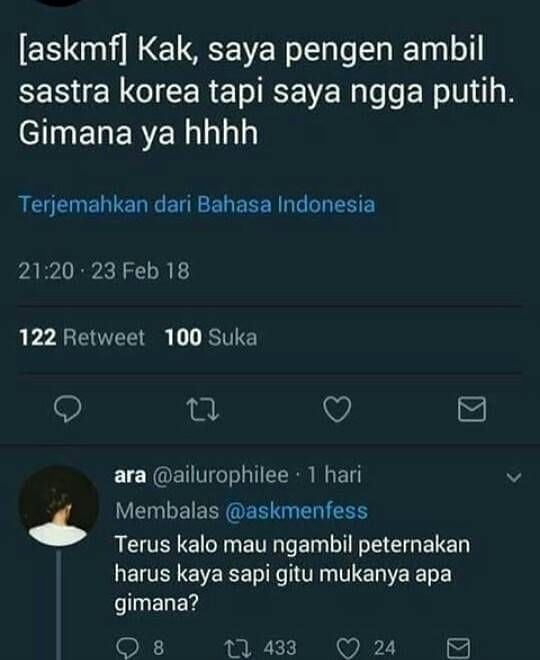 [askmf] Kak, saya pengen ambil
sastra korea tapi saya ngga putih.
Gimana ya hhhh
Terjemahkan dari Bahasa Indonesia
21:20 · 23 Feb 18
122 Retweet 100 Suka
ara @ailurophilee · 1 hari
Membalas @askmenfess
Terus kalo mau ngambil peternakan
harus kaya sapi gitu mukanya apa
gimana?
8 433 24